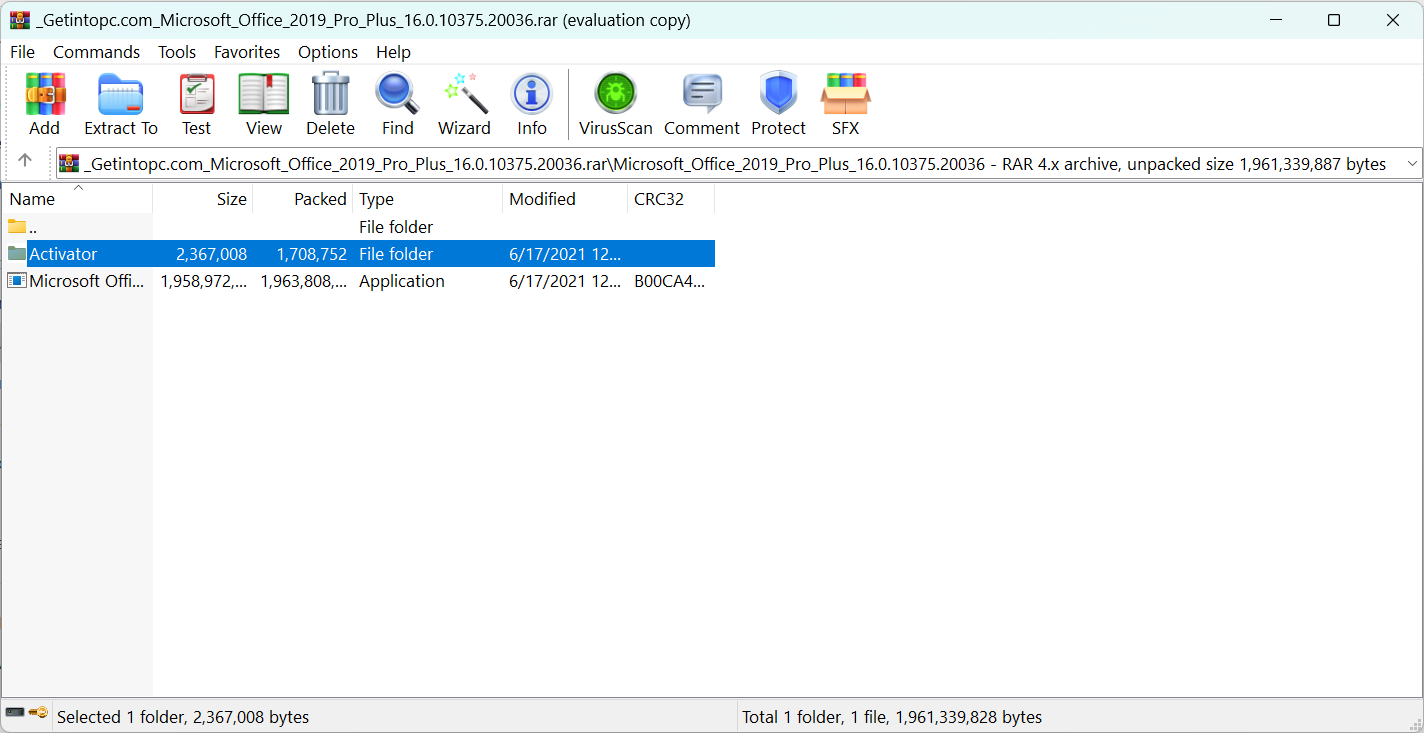 _Getintopc.com_Microsoft_Office_2019_Pro_Plus_16.0.10375.20036.rar (evaluation copy)
File Commands Tools Favorites Options Help
Add Extract To Test View Delete Find Wizard Info VirusScan Comment Protect SFX
_Getintopc.com_Microsoft_Office_2019_Pro_Plus_16.0.10375.20036.rar\Microsoft_Office_2019_Pro_Plus_16.0.10375.20036 - RAR 4.x archive, unpacked size 1,961,339,887 bytes
Name Size Packed Type Modified CRC32
.. File folder
Activator 2,367,008 1,708,752 File folder 6/17/2021 12...
Microsoft Offi... 1,958,972,... 1,963,808,... Application 6/17/2021 12... B00CA4...
Selected 1 folder, 2,367,008 bytes Total 1 folder, 1 file, 1,961,339,828 bytes